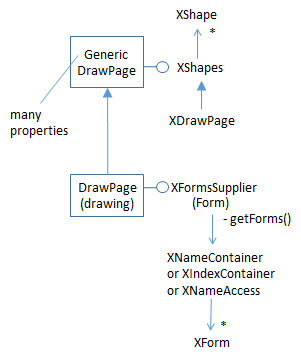 XShape
*
Generic
DrawPage
XShapes
many
properties
XDrawPage
DrawPage
(drawing)
XFormsSupplier
(Form)
- getForms()
XNameContainer
or XIndexContainer
or XNameAccess
*
XForm